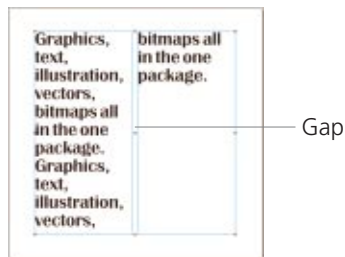 Graphics,
text,
illustration,
vectors,
bitmaps all
in the one
package.
Graphics,
text,
illustration,
vectors,
bitmaps all
in the one
package.
Gap